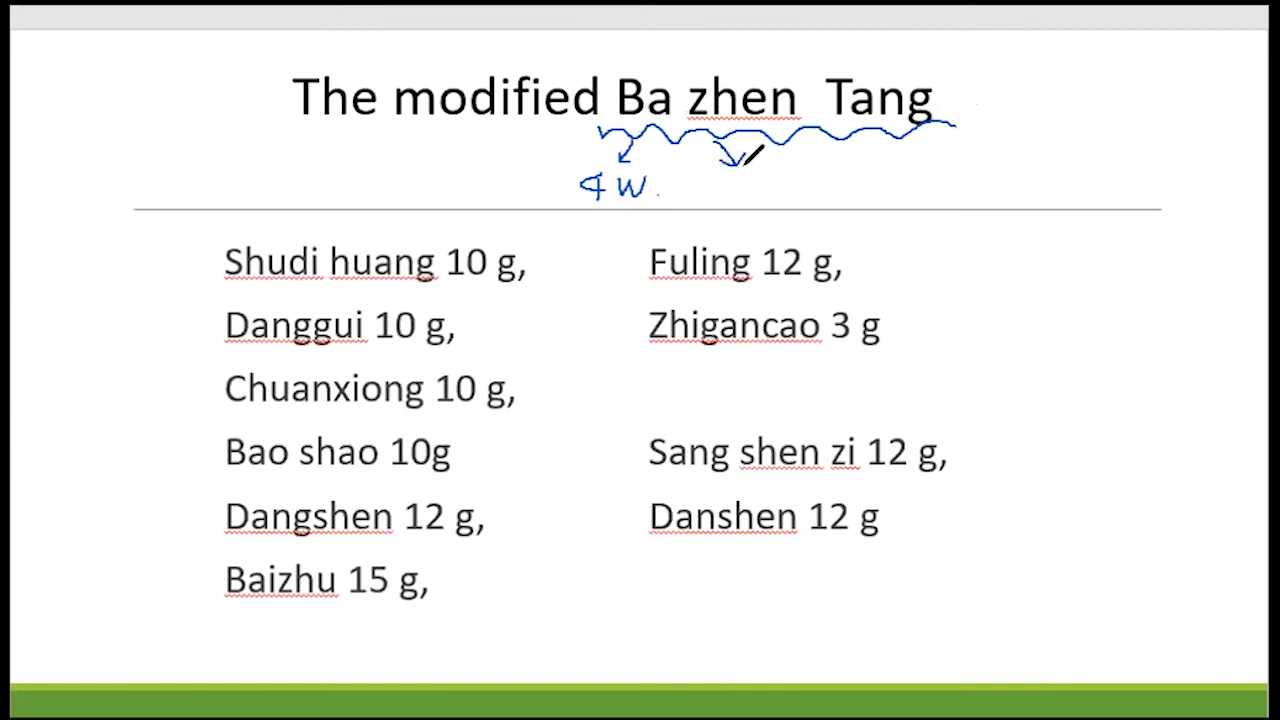 The modified Ba zhen Tang
4 W
Shudi huang 10 g,
Danggui 10 g,
Chuanxiong 10 g,
Bao shao 10g
Dangshen 12 g,
Baizhu 15 g,
Fuling 12 g,
Zhigancao 3 g
Sang shen zi 12 g,
Danshen 12 g